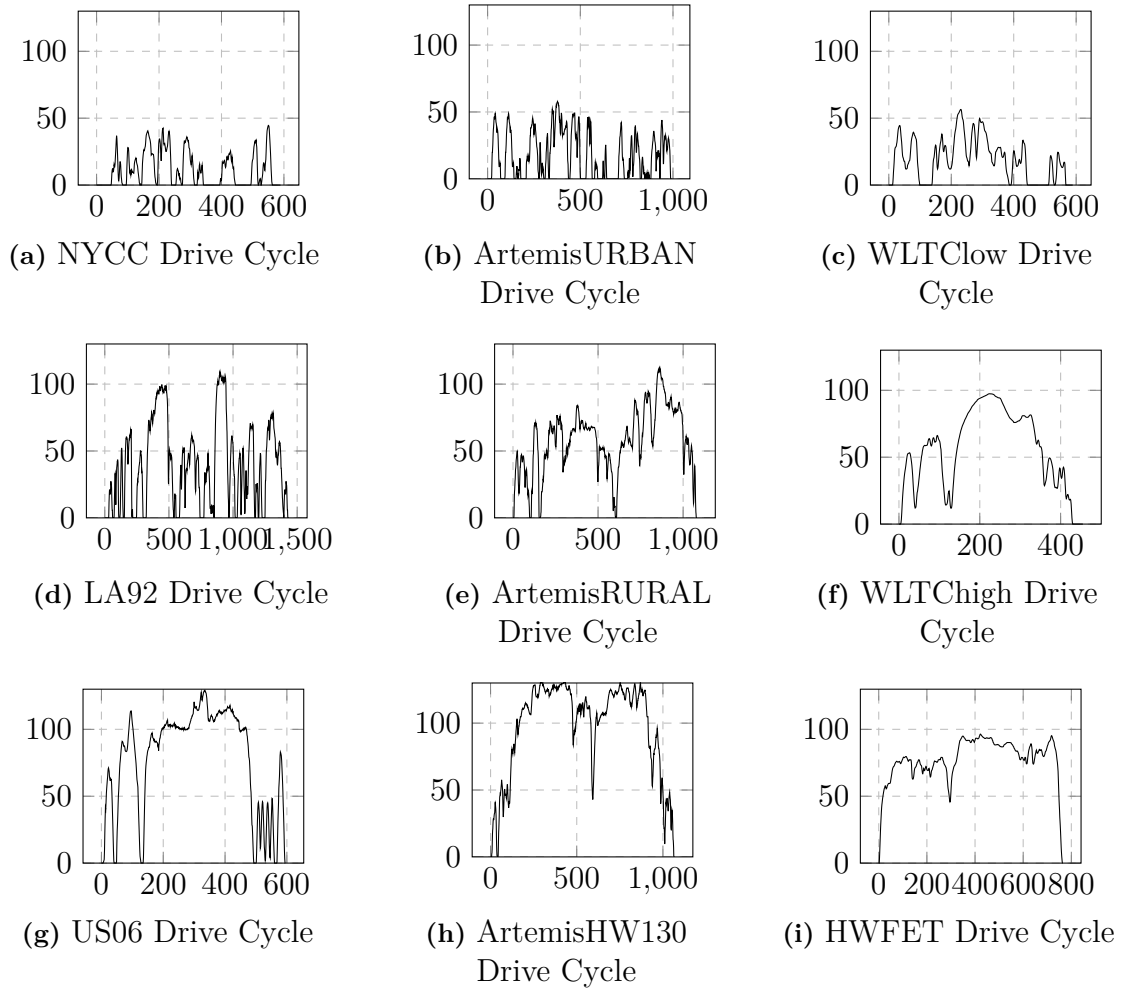 100
50
0
0 200 400 600
(a) NYCC Drive Cycle
100
50
0
0 500 1,000
(b) ArtemisURBAN
Drive Cycle
100
50
0
0 200 400 600
(c) WLTClow Drive
Cycle
100
50
0
0 500 1,000 1,500
(d) LA92 Drive Cycle
100
50
0
0 500 1,000
(e) ArtemisRURAL
Drive Cycle
100
50
0
0 200 400
(f) WLTChigh Drive
Cycle
100
50
0
0 200 400 600
(g) US06 Drive Cycle
100
50
0
0 500 1,000
(h) ArtemisHW130
Drive Cycle
100
50
0
0 200 400 600 800
(i) HWFET Drive Cycle